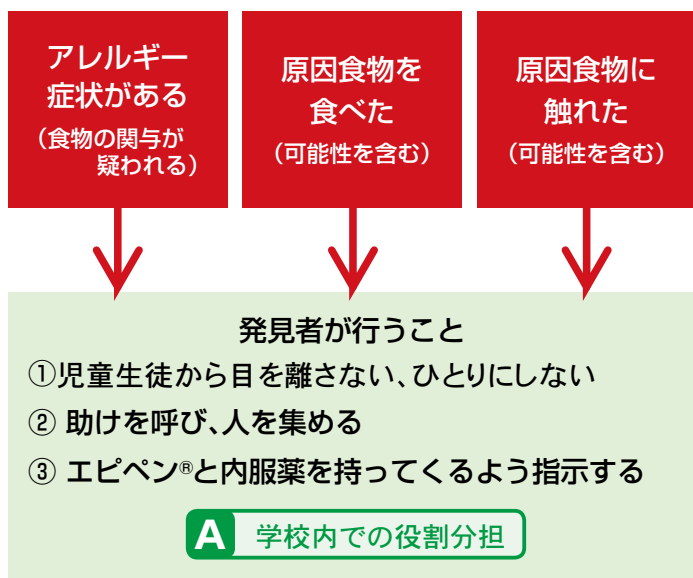 アレルギー
症状がある
(食物の関与が
疑われる)
原因食物を
食べた
(可能性を含む)
原因食物に
触れた
(可能性を含む)
発見者が行うこと
①児童生徒から目を離さない、ひとりにしない
② 助けを呼び、人を集める
③ エピペン®と内服薬を持ってくるよう指示する
A 学校内での役割分担